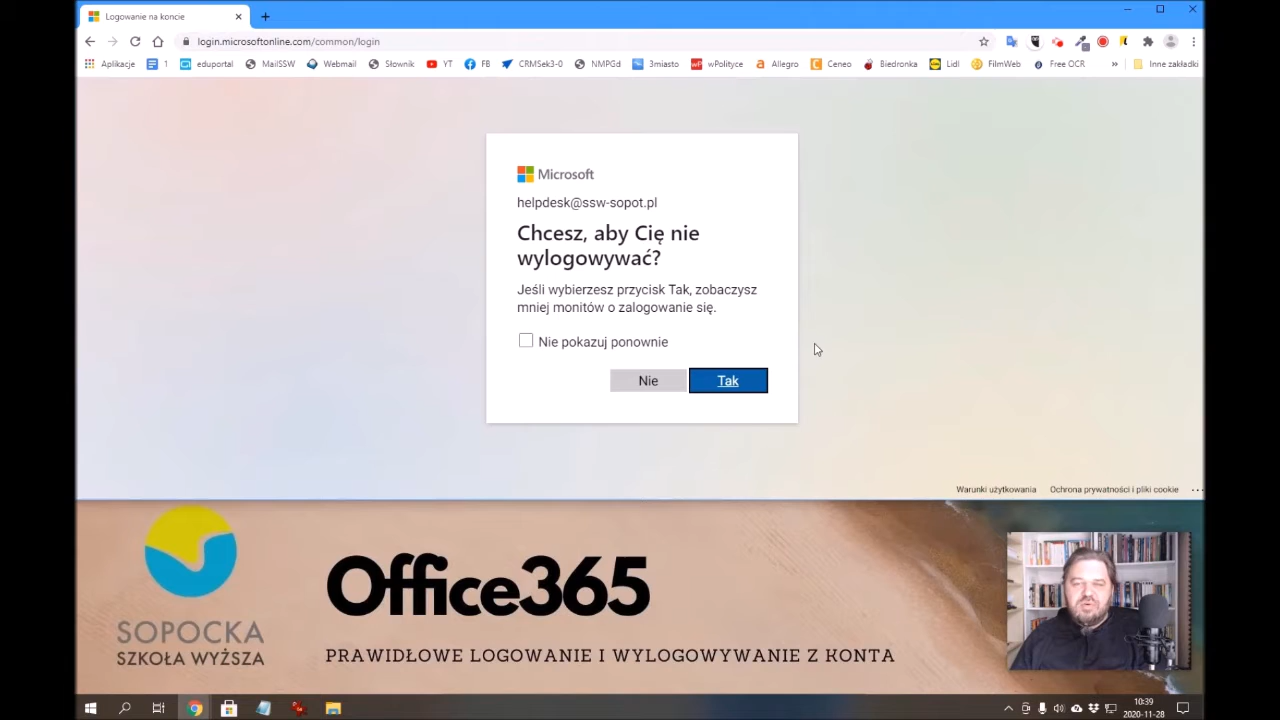 Logowanie na koncie
login.microsoftonline.com/common/login
Aplikacje 1 eduportal MailSSW Webmail Słownik YT FB CRMSek3-0 NMPGd 3miasto wPolityce Allegro Ceneo Biedronka Lidl FilmWeb Free OCR » Inne zakładki
Microsoft
helpdesk@ssw-sopot.pl
Chcesz, aby Cię nie
wylogowywać?
Jeśli wybierzesz przycisk Tak, zobaczysz
mniej monitów o zalogowanie się.
Nie pokazuj ponownie
Nie Tak
Warunki użytkowania Ochrona prywatności i pliki cookie ...
SOPOCKA
SZKOŁA WYŻSZA
Office365
PRAWIDŁOWE LOGOWANIE I WYLOGOWYWANIE Z KONTA
10:39
2020-11-28